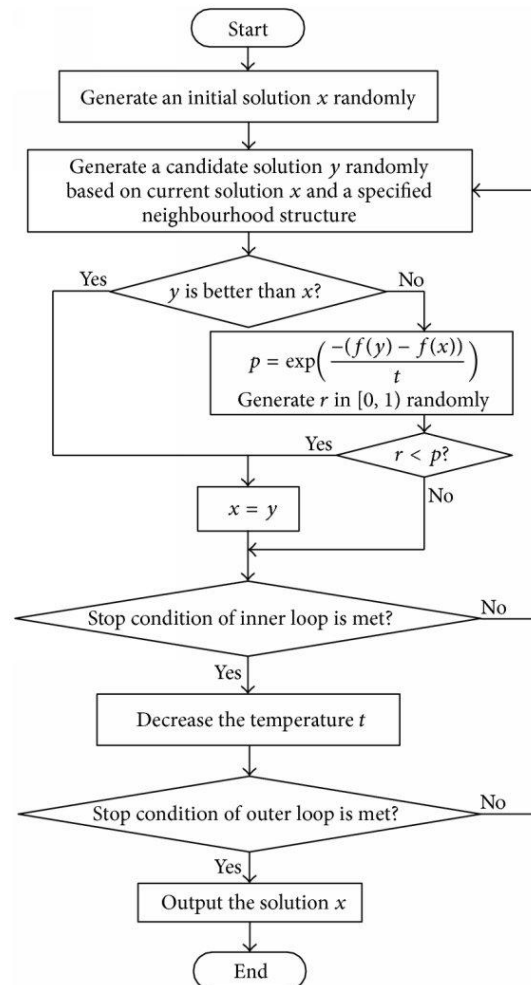 Start
Generate an initial solution x randomly
Generate a candidate solution y randomly
based on current solution x and a specified
neighbourhood structure
Yes
y is better than x?
No
p = exp(−(f(y) − f(x))/t)
Generate r in [0, 1) randomly
Yes
r < p?
No
x = y
Stop condition of inner loop is met?
No
Yes
Decrease the temperature t
Stop condition of outer loop is met?
No
Yes
Output the solution x
End